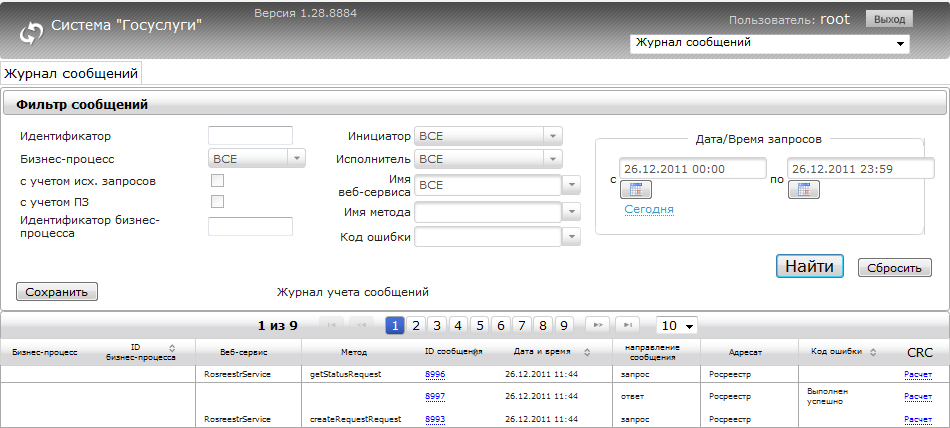 Система "Госуслуги"
Версия 1.28.8884
Пользователь: root
Выход
Журнал сообщений
Журнал сообщений
Фильтр сообщений
Идентификатор
Бизнес-процесс ВСЕ
с учетом исх. запросов
с учетом ПЗ
Идентификатор бизнес-
процесса
Инициатор ВСЕ
Исполнитель ВСЕ
Имя
веб-сервиса ВСЕ
Имя метода
Код ошибки
Дата/Время запросов
с 26.12.2011 00:00 по 26.12.2011 23:59
Сегодня
Найти Сбросить
Сохранить Журнал учета сообщений
1 из 9 1 2 3 4 5 6 7 8 9 10
Бизнес-процесс ID бизнес-процесса Веб-сервис Метод ID сообщения Дата и время направление сообщения Адресат Код ошибки CRC
RosreestrService getStatusRequest 8996 26.12.2011 11:44 запрос Росреестр Расчет
8997 26.12.2011 11:44 ответ Росреестр Выполнен успешно Расчет
RosreestrService createRequestRequest 8993 26.12.2011 11:44 запрос Росреестр Расчет